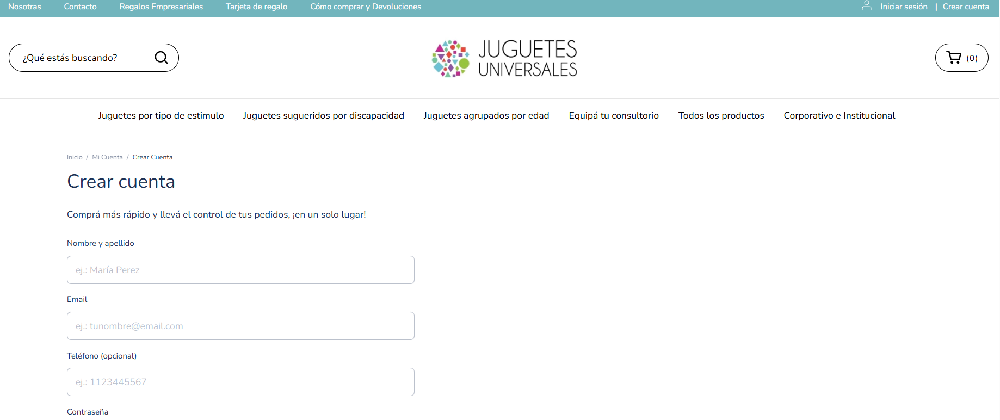 Nosotras Contacto Regalos Empresariales Tarjeta de regalo Cómo comprar y Devoluciones Iniciar sesión | Crear cuenta
¿Qué estás buscando?
JUGUETES
UNIVERSALES
(0)
Juguetes por tipo de estimulo Juguetes sugueridos por discapacidad Juguetes agrupados por edad Equipá tu consultorio Todos los productos Corporativo e Institucional
Inicio / Mi Cuenta / Crear Cuenta
Crear cuenta
Comprá más rápido y llevá el control de tus pedidos, ¡en un solo lugar!
Nombre y apellido
ej.: María Perez
Email
ej.: tunombre@email.com
Teléfono (opcional)
ej.: 1123445567
Contraseña